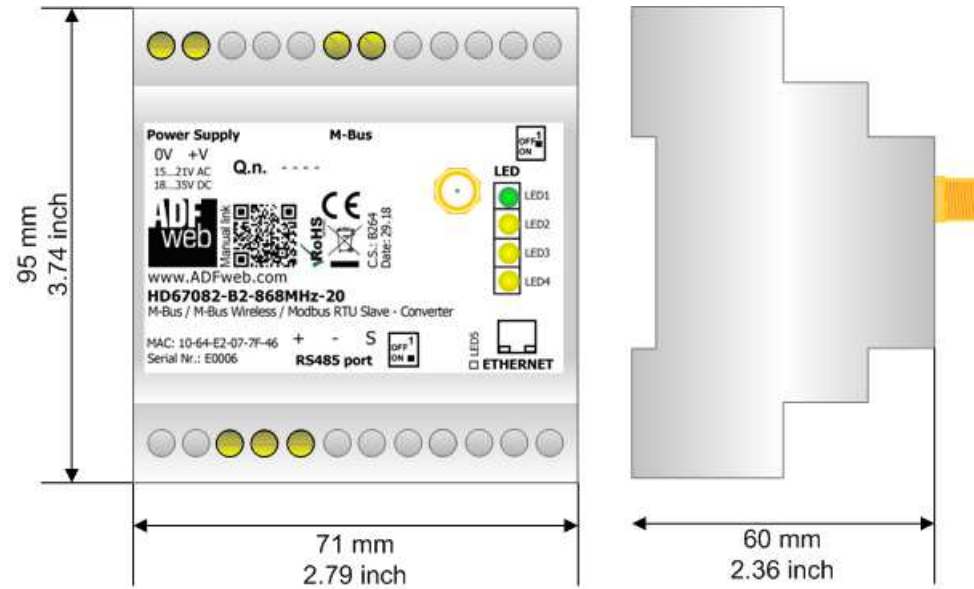 Power Supply
M-Bus
0V +V
15...21V AC
18...35V DC
Q.n. - - - -
OFF 1
ON
LED
LED1
LED2
LED3
LED4
ADF
web
Manual link
RoHS
CE
C.S.: B264
Date: 29.18
www.ADFweb.com
HD67082-B2-868MHz-20
M-Bus / M-Bus Wireless / Modbus RTU Slave - Converter
MAC: 10-64-E2-07-7F-46
Serial Nr.: E0006
+ - S
RS485 port
OFF 1
ON
LED5
ETHERNET
95 mm
3.74 inch
71 mm
2.79 inch
60 mm
2.36 inch